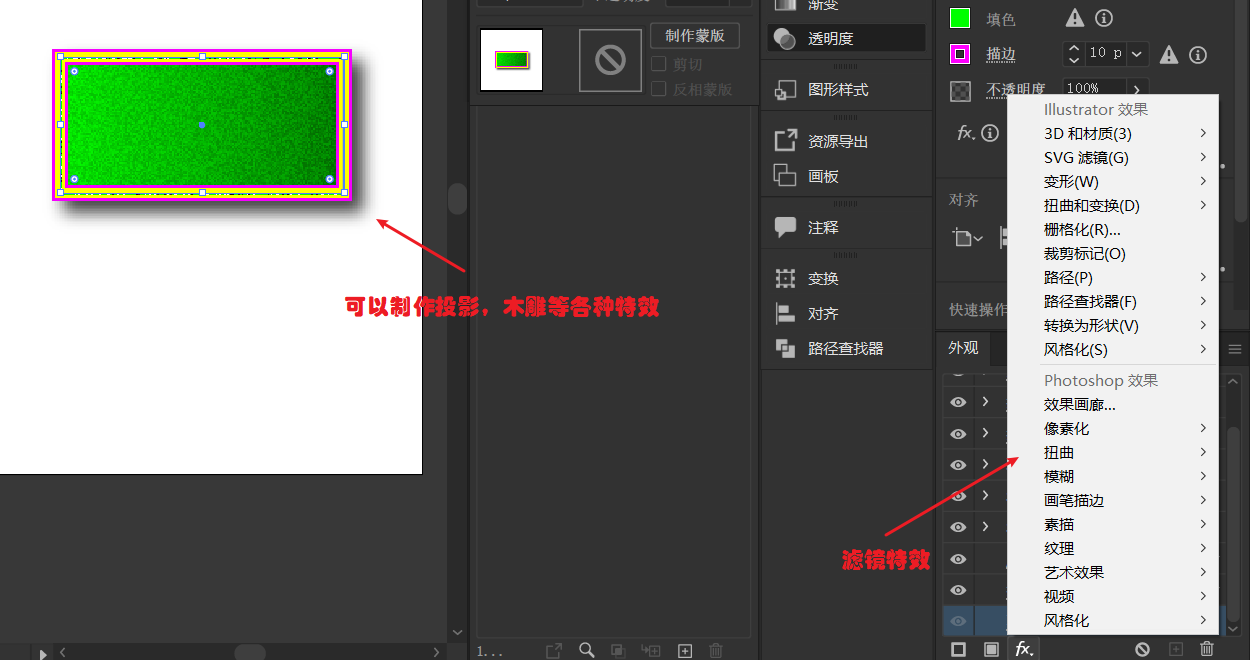 渐变
填色
描边
10 p
制作蒙版
透明度
剪切
反相蒙版
不透明度
100%
图形样式
资源导出
画板
注释
变换
对齐
路径查找器
可以制作投影，木雕等各种特效
fx.
对齐
快速操作
外观
Illustrator 效果
3D 和材质(3)
SVG 滤镜(G)
变形(W)
扭曲和变换(D)
栅格化(R)...
裁剪标记(O)
路径(P)
路径查找器(F)
转换为形状(V)
风格化(S)
Photoshop 效果
效果画廊...
像素化
扭曲
模糊
画笔描边
素描
纹理
艺术效果
视频
风格化
滤镜特效
1...
fx.